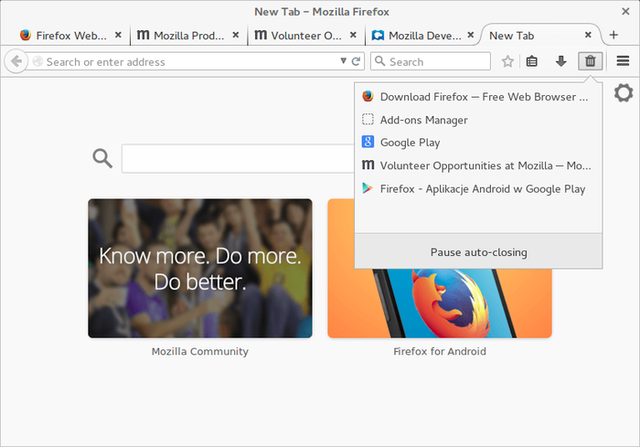 New Tab – Mozilla Firefox
Firefox Web...
Mozilla Prod...
Volunteer O...
Mozilla Deve...
New Tab
Search or enter address
Search
Download Firefox — Free Web Browser ...
Add-ons Manager
Google Play
Volunteer Opportunities at Mozilla — Mo...
Firefox - Aplikacje Android w Google Play
Pause auto-closing
Know more. Do more.
Do better.
Mozilla Community
Firefox for Android